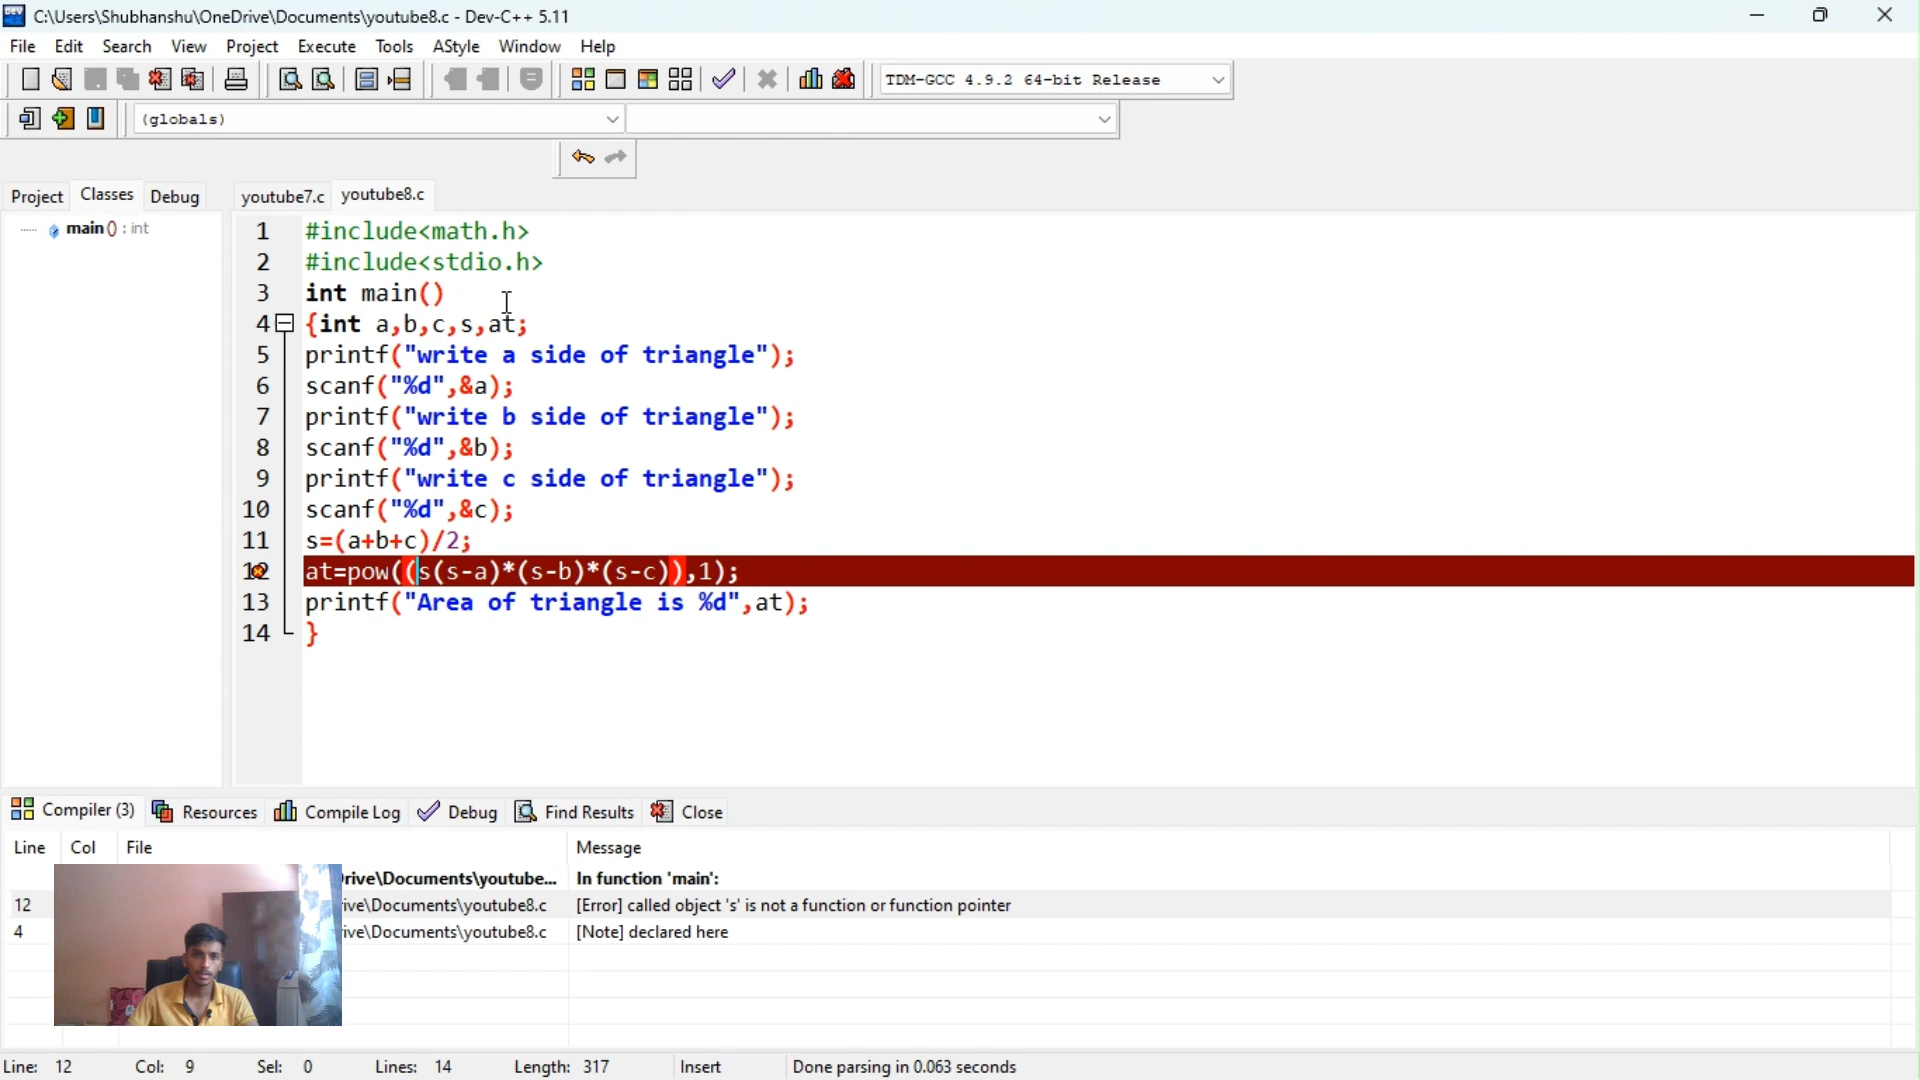 C:\Users\Shubhanshu\OneDrive\Documents\youtube8.c - Dev-C++ 5.11
File Edit Search View Project Execute Tools AStyle Window Help
TDM-GCC 4.9.2 64-bit Release
(globals)
Project Classes Debug youtube7.c youtube8.c
main () : int
1 #include<math.h>
2 #include<stdio.h>
3 int main()
4 {int a,b,c,s,at;
5 printf("write a side of triangle");
6 scanf("%d",&a);
7 printf("write b side of triangle");
8 scanf("%d",&b);
9 printf("write c side of triangle");
10 scanf("%d",&c);
11 s=(a+b+c)/2;
12 at=pow((s(s-a)*(s-b)*(s-c)),1);
13 printf("Area of triangle is %d",at);
14 }
Compiler (3) Resources Compile Log Debug Find Results Close
Line Col File Message
rive\Documents\youtube... In function 'main':
12 ive\Documents\youtube8.c [Error] called object 's' is not a function or function pointer
4 ive\Documents\youtube8.c [Note] declared here
Line: 12 Col: 9 Sel: 0 Lines: 14 Length: 317 Insert Done parsing in 0.063 seconds